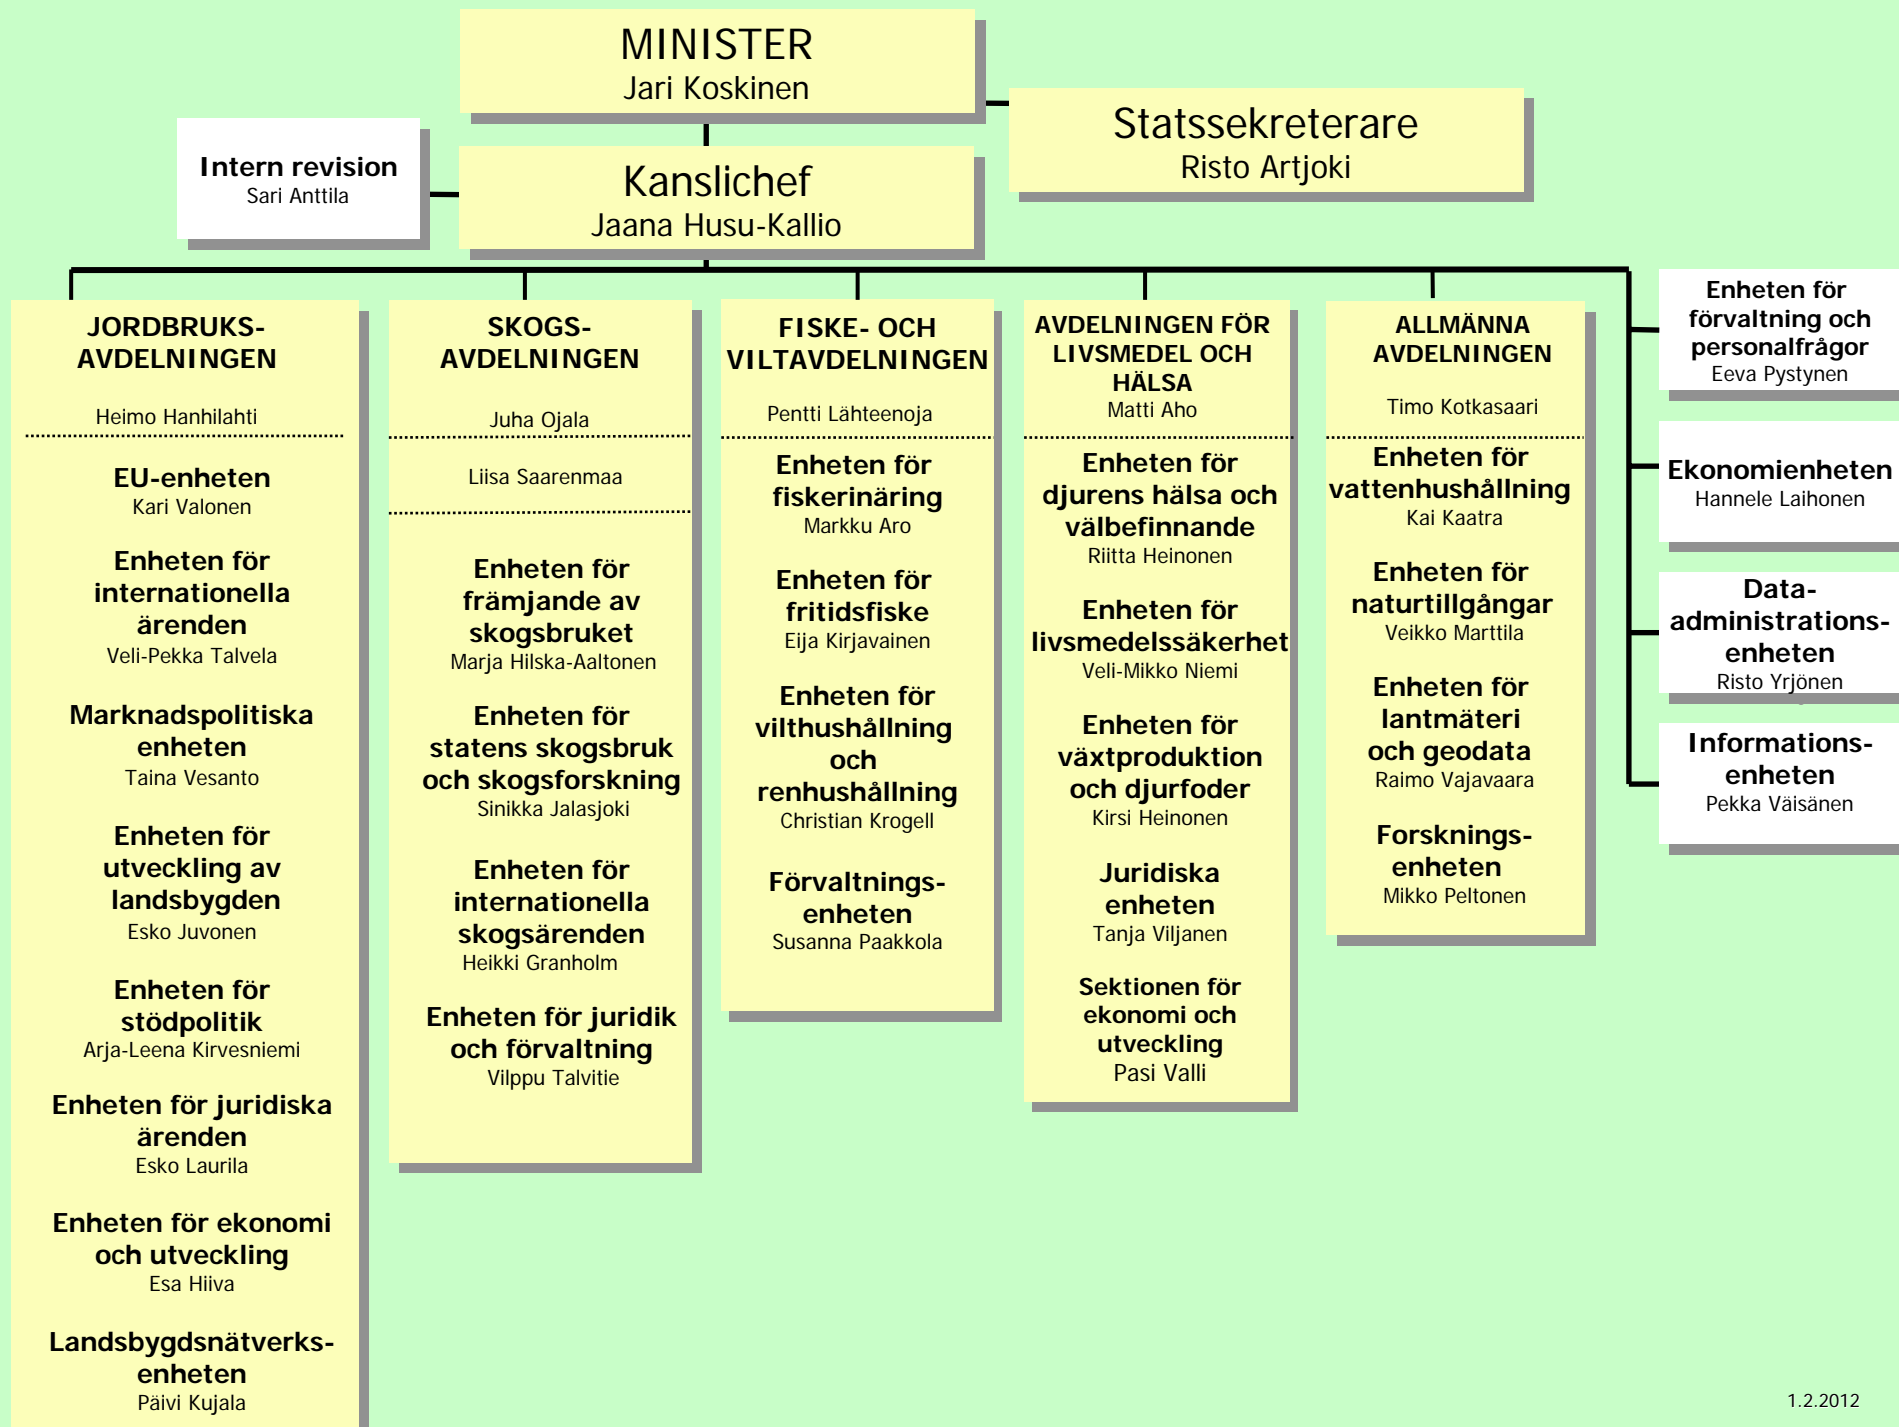 MINISTER
Jari Koskinen
Statssekreterare
Risto Artjoki
Intern revision
Sari Anttila
Kanslichef
Jaana Husu-Kallio
JORDBRUKS-
AVDELNINGEN
Heimo Hanhilahti
EU-enheten
Kari Valonen
Enheten för
internationella
ärenden
Veli-Pekka Talvela
Marknadspolitiska
enheten
Taina Vesanto
Enheten för
utveckling av
landsbygden
Esko Juvonen
Enheten för
stödpolitik
Arja-Leena Kirvesniemi
Enheten för juridiska
ärenden
Esko Laurila
Enheten för ekonomi
och utveckling
Esa Hiiva
Landsbygdsnätverks-
enheten
Päivi Kujala
SKOGS-
AVDELNINGEN
Juha Ojala
Liisa Saarenmaa
Enheten för
främjande av
skogsbruket
Marja Hilska-Aaltonen
Enheten för
statens skogsbruk
och skogsforskning
Sinikka Jalasjoki
Enheten för
internationella
skogsärenden
Heikki Granholm
Enheten för juridik
och förvaltning
Vilppu Talvitie
FISKE- OCH
VILTAVDELNINGEN
Pentti Lähteenoja
Enheten för
fiskerinäring
Markku Aro
Enheten för
fritidsfiske
Eija Kirjavainen
Enheten för
vilthushållning
och
renhushållning
Christian Krogell
Förvaltnings-
enheten
Susanna Paakkola
AVDELNINGEN FÖR
LIVSMEDEL OCH
HÄLSA
Matti Aho
Enheten för
djurens hälsa och
välbefinnande
Riitta Heinonen
Enheten för
livsmedelssäkerhet
Veli-Mikko Niemi
Enheten för
växtproduktion
och djurfoder
Kirsi Heinonen
Juridiska
enheten
Tanja Viljanen
Sektionen för
ekonomi och
utveckling
Pasi Valli
ALLMÄNNA
AVDELNINGEN
Timo Kotkasaari
Enheten för
vattenhushållning
Kai Kaatra
Enheten för
naturtillgångar
Veikko Marttila
Enheten för
lantmäteri
och geodata
Raimo Vajavaara
Forsknings-
enheten
Mikko Peltonen
Enheten för
förvaltning och
personalfrågor
Eeva Pystynen
Ekonomienheten
Hannele Laihonen
Data-
administrations-
enheten
Risto Yrjönen
Informations-
enheten
Pekka Väisänen
1.2.2012